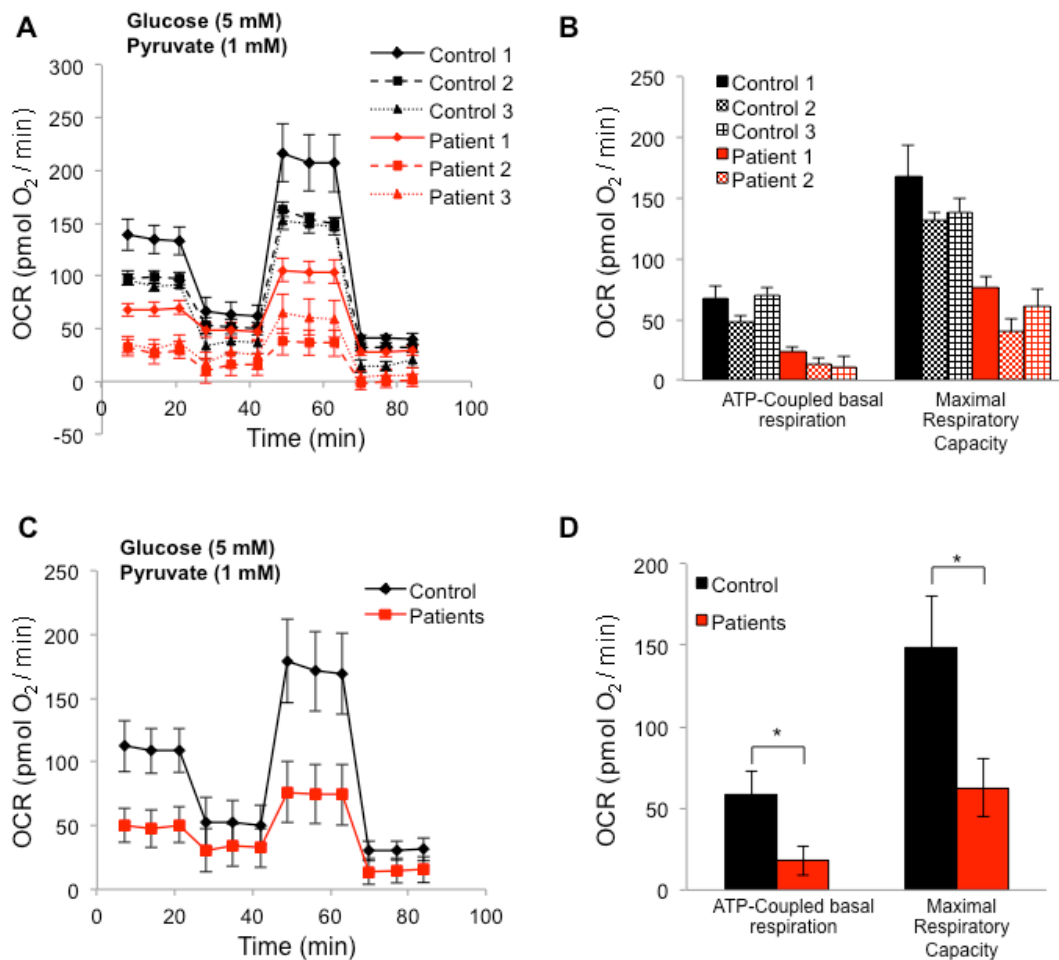 A
Glucose (5 mM)
Pyruvate (1 mM)
Control 1
Control 2
Control 3
Patient 1
Patient 2
Patient 3
OCR (pmol O2 / min)
300
250
200
150
100
50
0
-50
0 20 40 60 80 100
Time (min)
B
Control 1
Control 2
Control 3
Patient 1
Patient 2
OCR (pmol O2 / min)
250
200
150
100
50
0
ATP-Coupled basal
respiration
Maximal
Respiratory
Capacity
C
Glucose (5 mM)
Pyruvate (1 mM)
Control
Patients
OCR (pmol O2 / min)
250
200
150
100
50
0
0 20 40 60 80 100
Time (min)
D
Control
Patients
OCR (pmol O2 / min)
200
150
100
50
0
*
*
ATP-Coupled basal
respiration
Maximal
Respiratory
Capacity